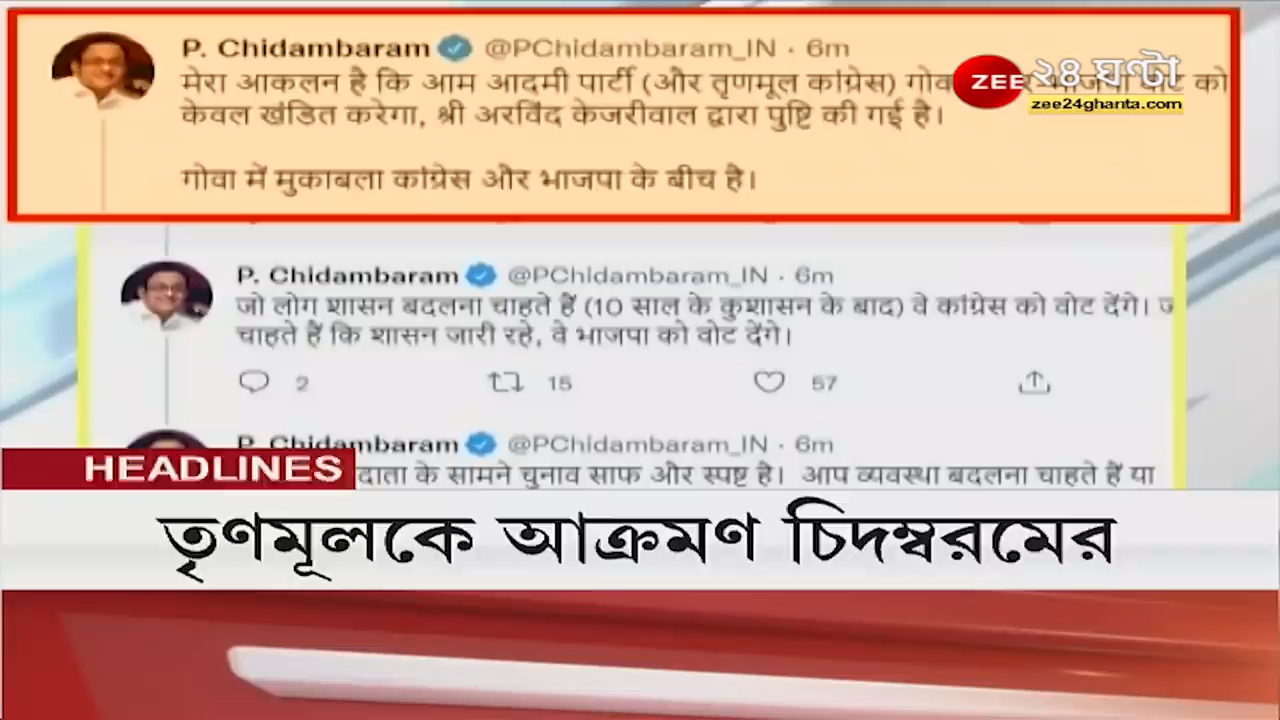 P. Chidambaram @PChidambaram_IN · 6m
मेरा आकलन है कि आम आदमी पार्टी (और तृणमूल कांग्रेस) को
केवल खंडित करेगा, श्री अरविंद केजरीवाल द्वारा पुष्टि की गई है।
गोवा में मुकाबला कांग्रेस और भाजपा के बीच है।
ZEE ২৪ ঘণ্টা
zee24ghanta.com
P. Chidambaram @PChidambaram_IN · 6m
जो लोग शासन बदलना चाहते हैं (10 साल के कुशासन के बाद) वे कांग्रेस को वोट देंगे।
चाहते हैं कि शासन जारी रहे, वे भाजपा को वोट देंगे।
2 15 57
P. Chidambaram @PChidambaram_IN · 6m
के सामने चुनाव साफ और स्पष्ट है। आप व्यवस्था बदलना चाहते हैं या
HEADLINES
তৃণমূলকে আক্রমণ চিদম্বরমের